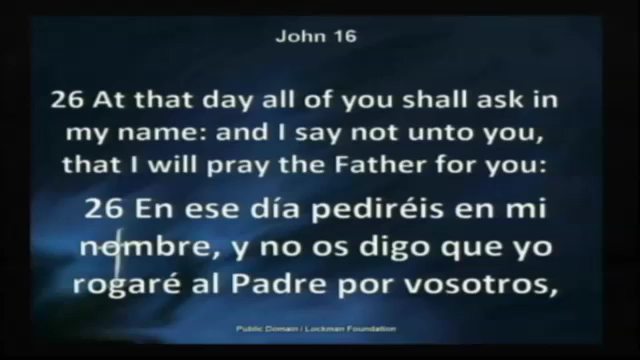 John 16
26 At that day all of you shall ask in
my name: and I say not unto you,
that I will pray the Father for you:
26 En ese día pediréis en mi
nombre, y no os digo que yo
rogaré al Padre por vosotros,
Public Domain / Lockman Foundation